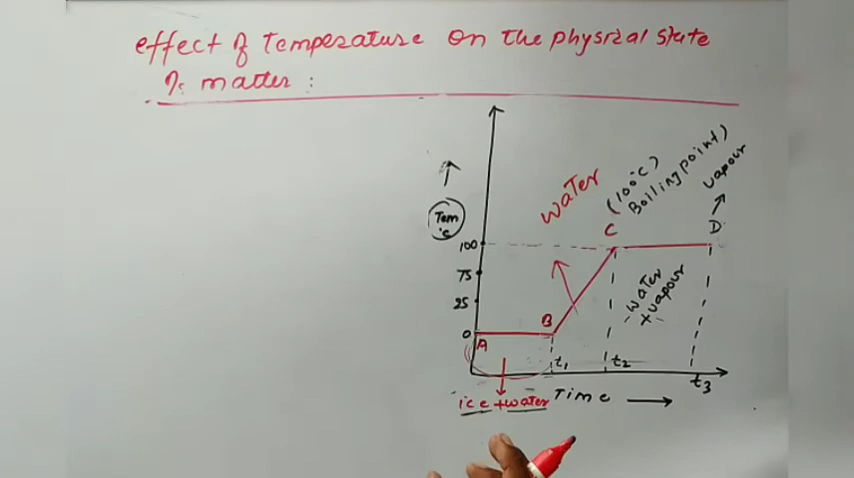 effect of Temperature on the physical state
of matter :
Water
(100°C)
Boiling point)
vapour
Tem
°C
100
75
25
0
A
B
C
D
water
+vapour
t1
t2
t3
ice+water
Time